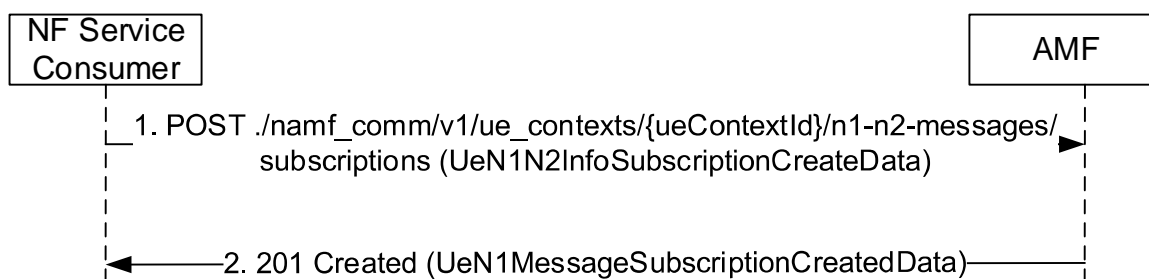 NF Service
Consumer
AMF
1. POST ./namf_comm/v1/ue_contexts/{ueContextId}/n1-n2-messages/
subscriptions (UeN1N2InfoSubscriptionCreateData)
2. 201 Created (UeN1MessageSubscriptionCreatedData)